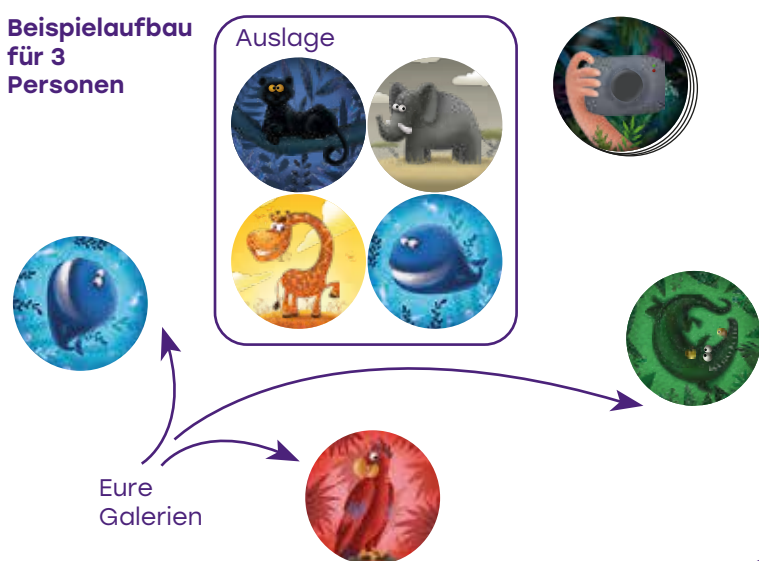 Beispielaufbau
für 3
Personen
Auslage
Eure
Galerien